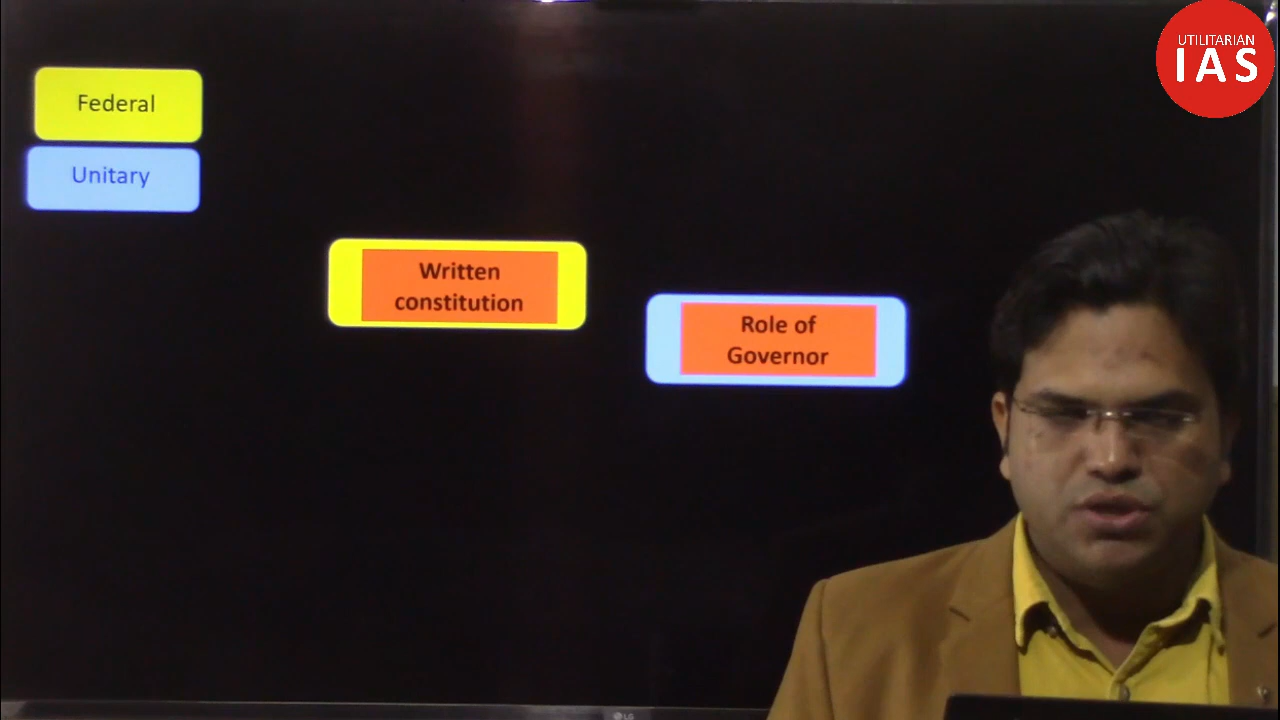 UTILITARIAN
IAS
Federal
Unitary
Written
constitution
Role of
Governor
LG